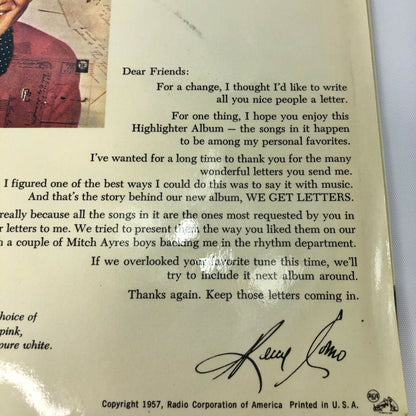 Dear Friends:
For a change, I thought I'd like to write
all you nice people a letter.
For one thing, I hope you enjoy this
Highlighter Album — the songs in it happen
to be among my personal favorites.
I've wanted for a long time to thank you for the many
wonderful letters you send me.
I figured one of the best ways I could do this was to say it with music.
And that's the story behind our new album, WE GET LETTERS.
really because all the songs in it are the ones most requested by you in
r letters to me. We tried to present them the way you liked them on our
a couple of Mitch Ayres boys backing me in the rhythm department.
If we overlooked your favorite tune this time, we'll
try to include it next album around.
Thanks again. Keep those letters coming in.
hoice of
pink,
pure white.
Perry Como
Copyright 1957, Radio Corporation of America Printed in U. S. A.
RCA